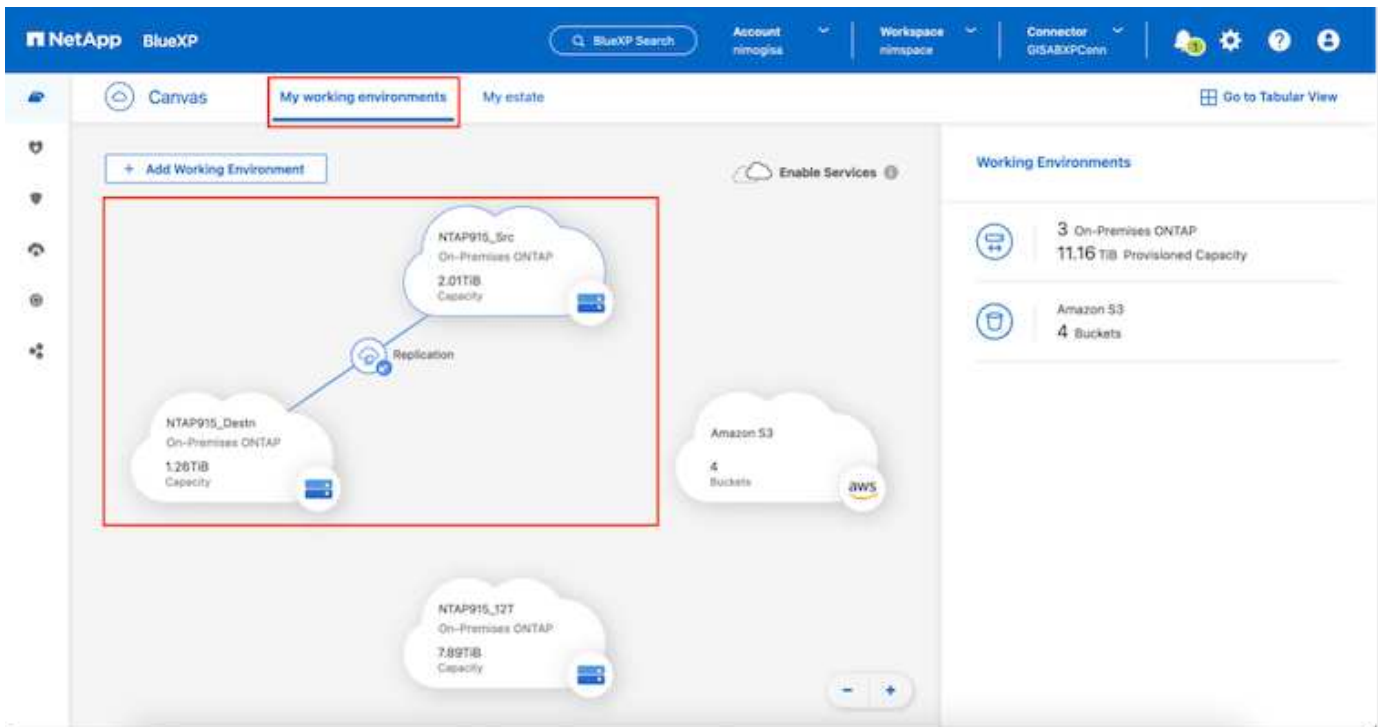 NetApp BlueXP
BlueXP Search
Account
nimogisa
Workspace
nimspace
Connector
GISABXPConn
1
Canvas
My working environments
My estate
Go to Tabular View
+ Add Working Environment
Enable Services
Working Environments
NTAP915_Src
On-Premises ONTAP
2.01TiB
Capacity
3 On-Premises ONTAP
11.16 TiB Provisioned Capacity
Amazon S3
4 Buckets
Replication
NTAP915_Destn
On-Premises ONTAP
1.26TiB
Capacity
Amazon S3
4
Buckets
aws
NTAP915_12T
On-Premises ONTAP
7.89TiB
Capacity
- +